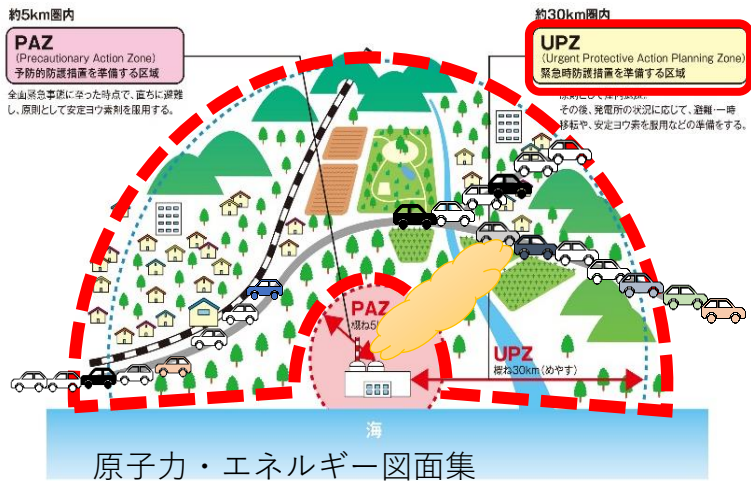 約5km圏内
PAZ
(Precautionary Action Zone)
予防的防護措置を準備する区域
全面緊急事態に至った時点で、直ちに避難
し、原則として安定ヨウ素剤を服用する。
約30km圏内
UPZ
(Urgent Protective Action Planning Zone)
緊急時防護措置を準備する区域
その後、発電所の状況に応じて、避難・一時
移転や、安定ヨウ素を服用などの準備をする。
PAZ
概ね5
UPZ
概ね30km(めやす)
海
原子力・エネルギー図面集